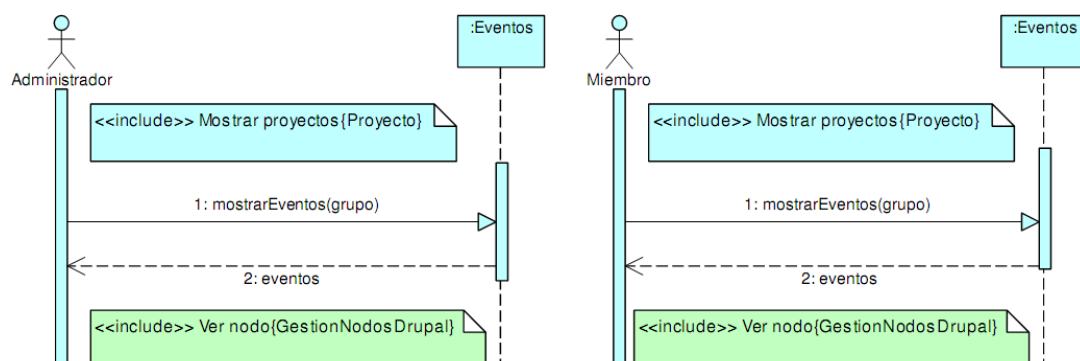 :Eventos
Administrador
<<include>> Mostrar proyectos{Proyecto}
1: mostrarEventos(grupo)
2: eventos
<<include>> Ver nodo{GestionNodosDrupal}
:Eventos
Miembro
<<include>> Mostrar proyectos{Proyecto}
1: mostrarEventos(grupo)
2: eventos
<<include>> Ver nodo{GestionNodosDrupal}